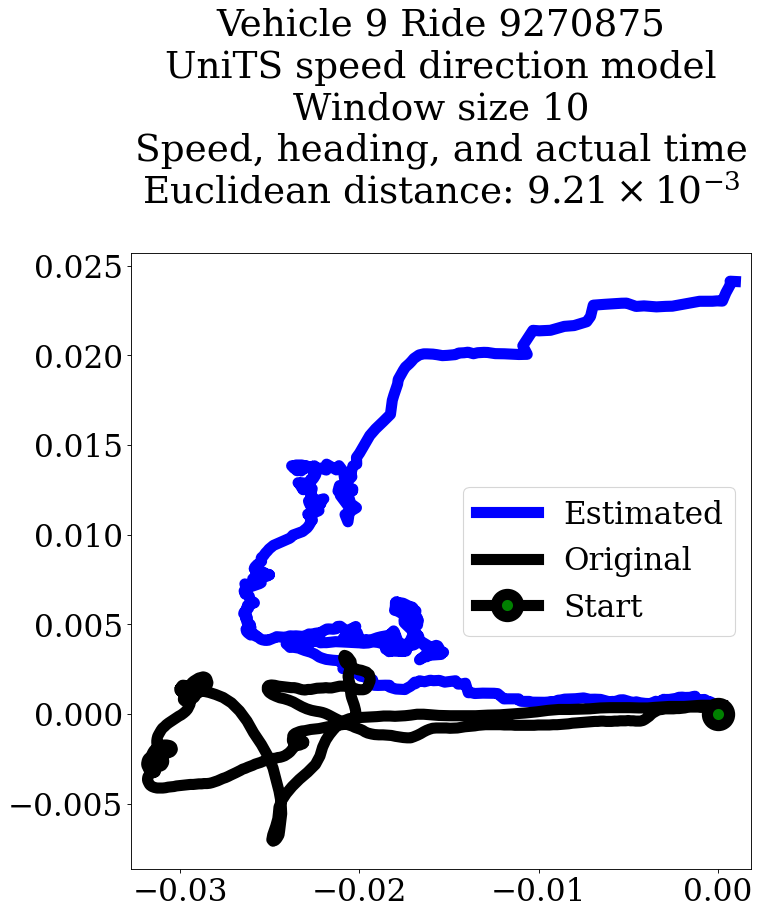 Vehicle 9 Ride 9270875
UniTS speed direction model
Window size 10
Speed, heading, and actual time
Euclidean distance: 9.21 × 10⁻³
0.025
0.020
0.015
0.010
0.005
0.000
−0.005
Estimated
Original
Start
−0.03
−0.02
−0.01
0.00